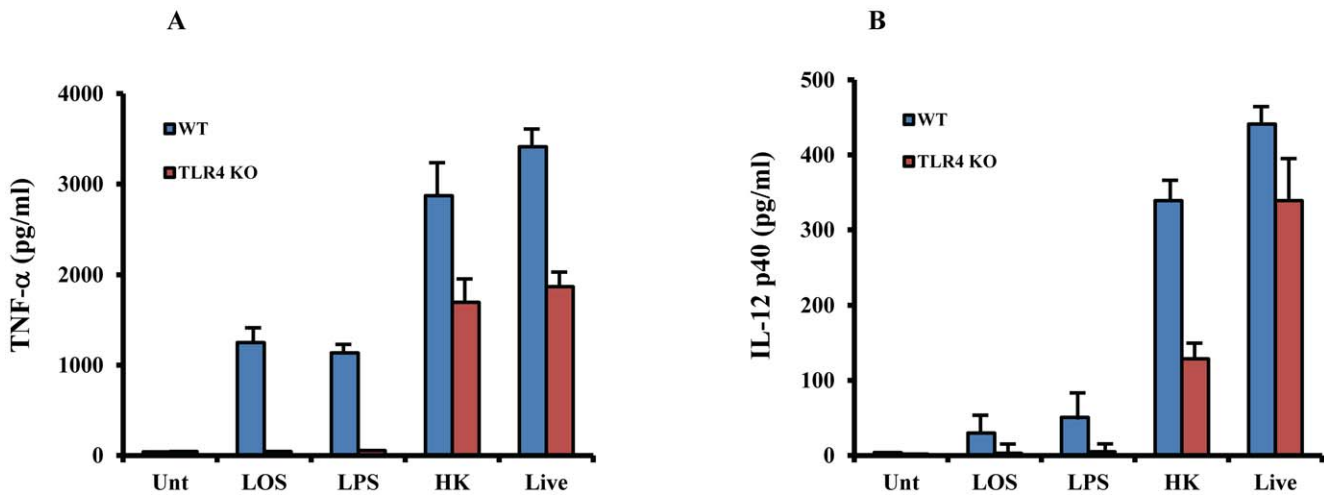 A
TNF-α (pg/ml)
4000
3000
2000
1000
0
WT
TLR4 KO
Unt LOS LPS HK Live
B
IL-12 p40 (pg/ml)
500
400
300
200
100
0
WT
TLR4 KO
Unt LOS LPS HK Live